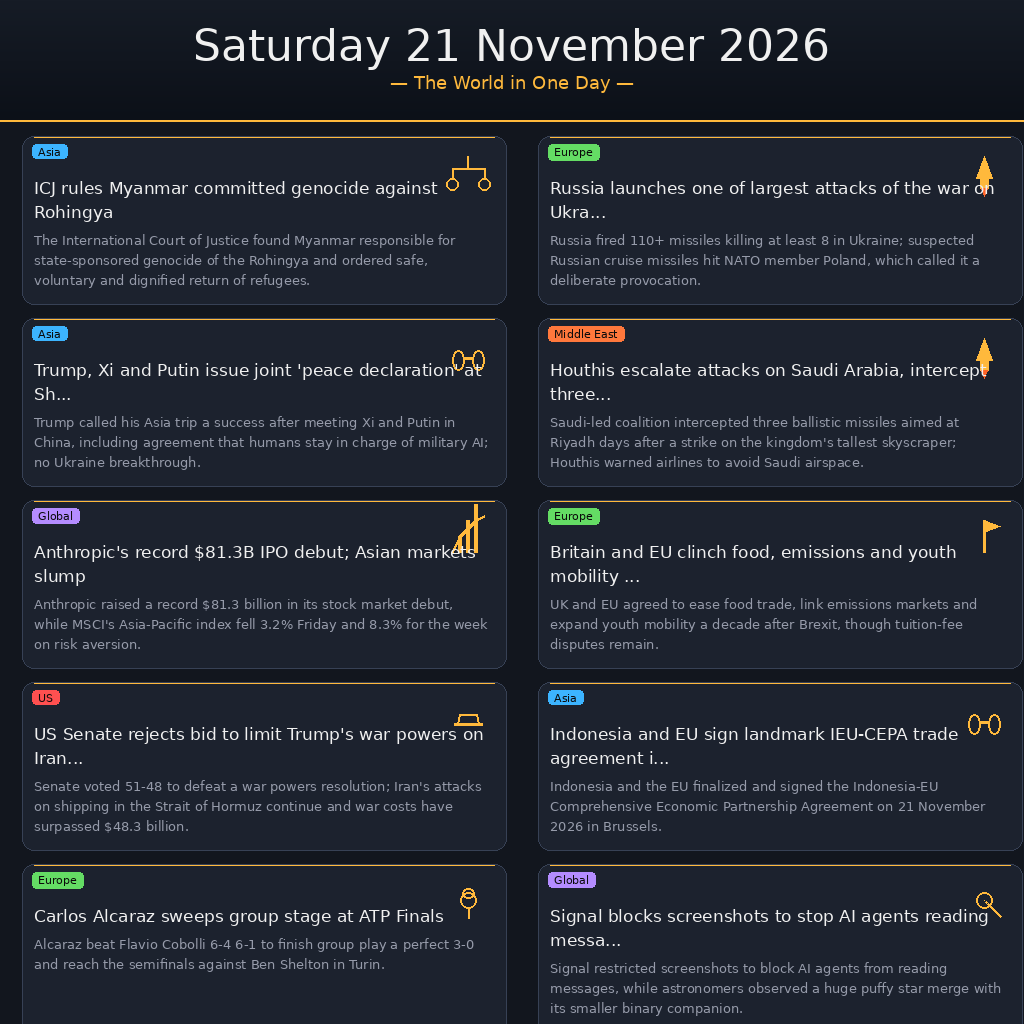 Saturday 21 November 2026
— The World in One Day —
Asia
ICJ rules Myanmar committed genocide against
Rohingya
The International Court of Justice found Myanmar responsible for
state-sponsored genocide of the Rohingya and ordered safe,
voluntary and dignified return of refugees.
Europe
Russia launches one of largest attacks of the war on
Ukra...
Russia fired 110+ missiles killing at least 8 in Ukraine; suspected
Russian cruise missiles hit NATO member Poland, which called it a
deliberate provocation.
Asia
Trump, Xi and Putin issue joint 'peace declaration' at
Sh...
Trump called his Asia trip a success after meeting Xi and Putin in
China, including agreement that humans stay in charge of military AI;
no Ukraine breakthrough.
Middle East
Houthis escalate attacks on Saudi Arabia, intercept
three...
Saudi-led coalition intercepted three ballistic missiles aimed at
Riyadh days after a strike on the kingdom's tallest skyscraper;
Houthis warned airlines to avoid Saudi airspace.
Global
Anthropic's record $81.3B IPO debut; Asian markets
slump
Anthropic raised a record $81.3 billion in its stock market debut,
while MSCI's Asia-Pacific index fell 3.2% Friday and 8.3% for the week
on risk aversion.
Europe
Britain and EU clinch food, emissions and youth
mobility ...
UK and EU agreed to ease food trade, link emissions markets and
expand youth mobility a decade after Brexit, though tuition-fee
disputes remain.
US
US Senate rejects bid to limit Trump's war powers on
Iran...
Senate voted 51-48 to defeat a war powers resolution; Iran's attacks
on shipping in the Strait of Hormuz continue and war costs have
surpassed $48.3 billion.
Asia
Indonesia and EU sign landmark IEU-CEPA trade
agreement i...
Indonesia and the EU finalized and signed the Indonesia-EU
Comprehensive Economic Partnership Agreement on 21 November
2026 in Brussels.
Europe
Carlos Alcaraz sweeps group stage at ATP Finals
Alcaraz beat Flavio Cobolli 6-4 6-1 to finish group play a perfect 3-0
and reach the semifinals against Ben Shelton in Turin.
Global
Signal blocks screenshots to stop AI agents reading
messa...
Signal restricted screenshots to block AI agents from reading
messages, while astronomers observed a huge puffy star merge with
its smaller binary companion.